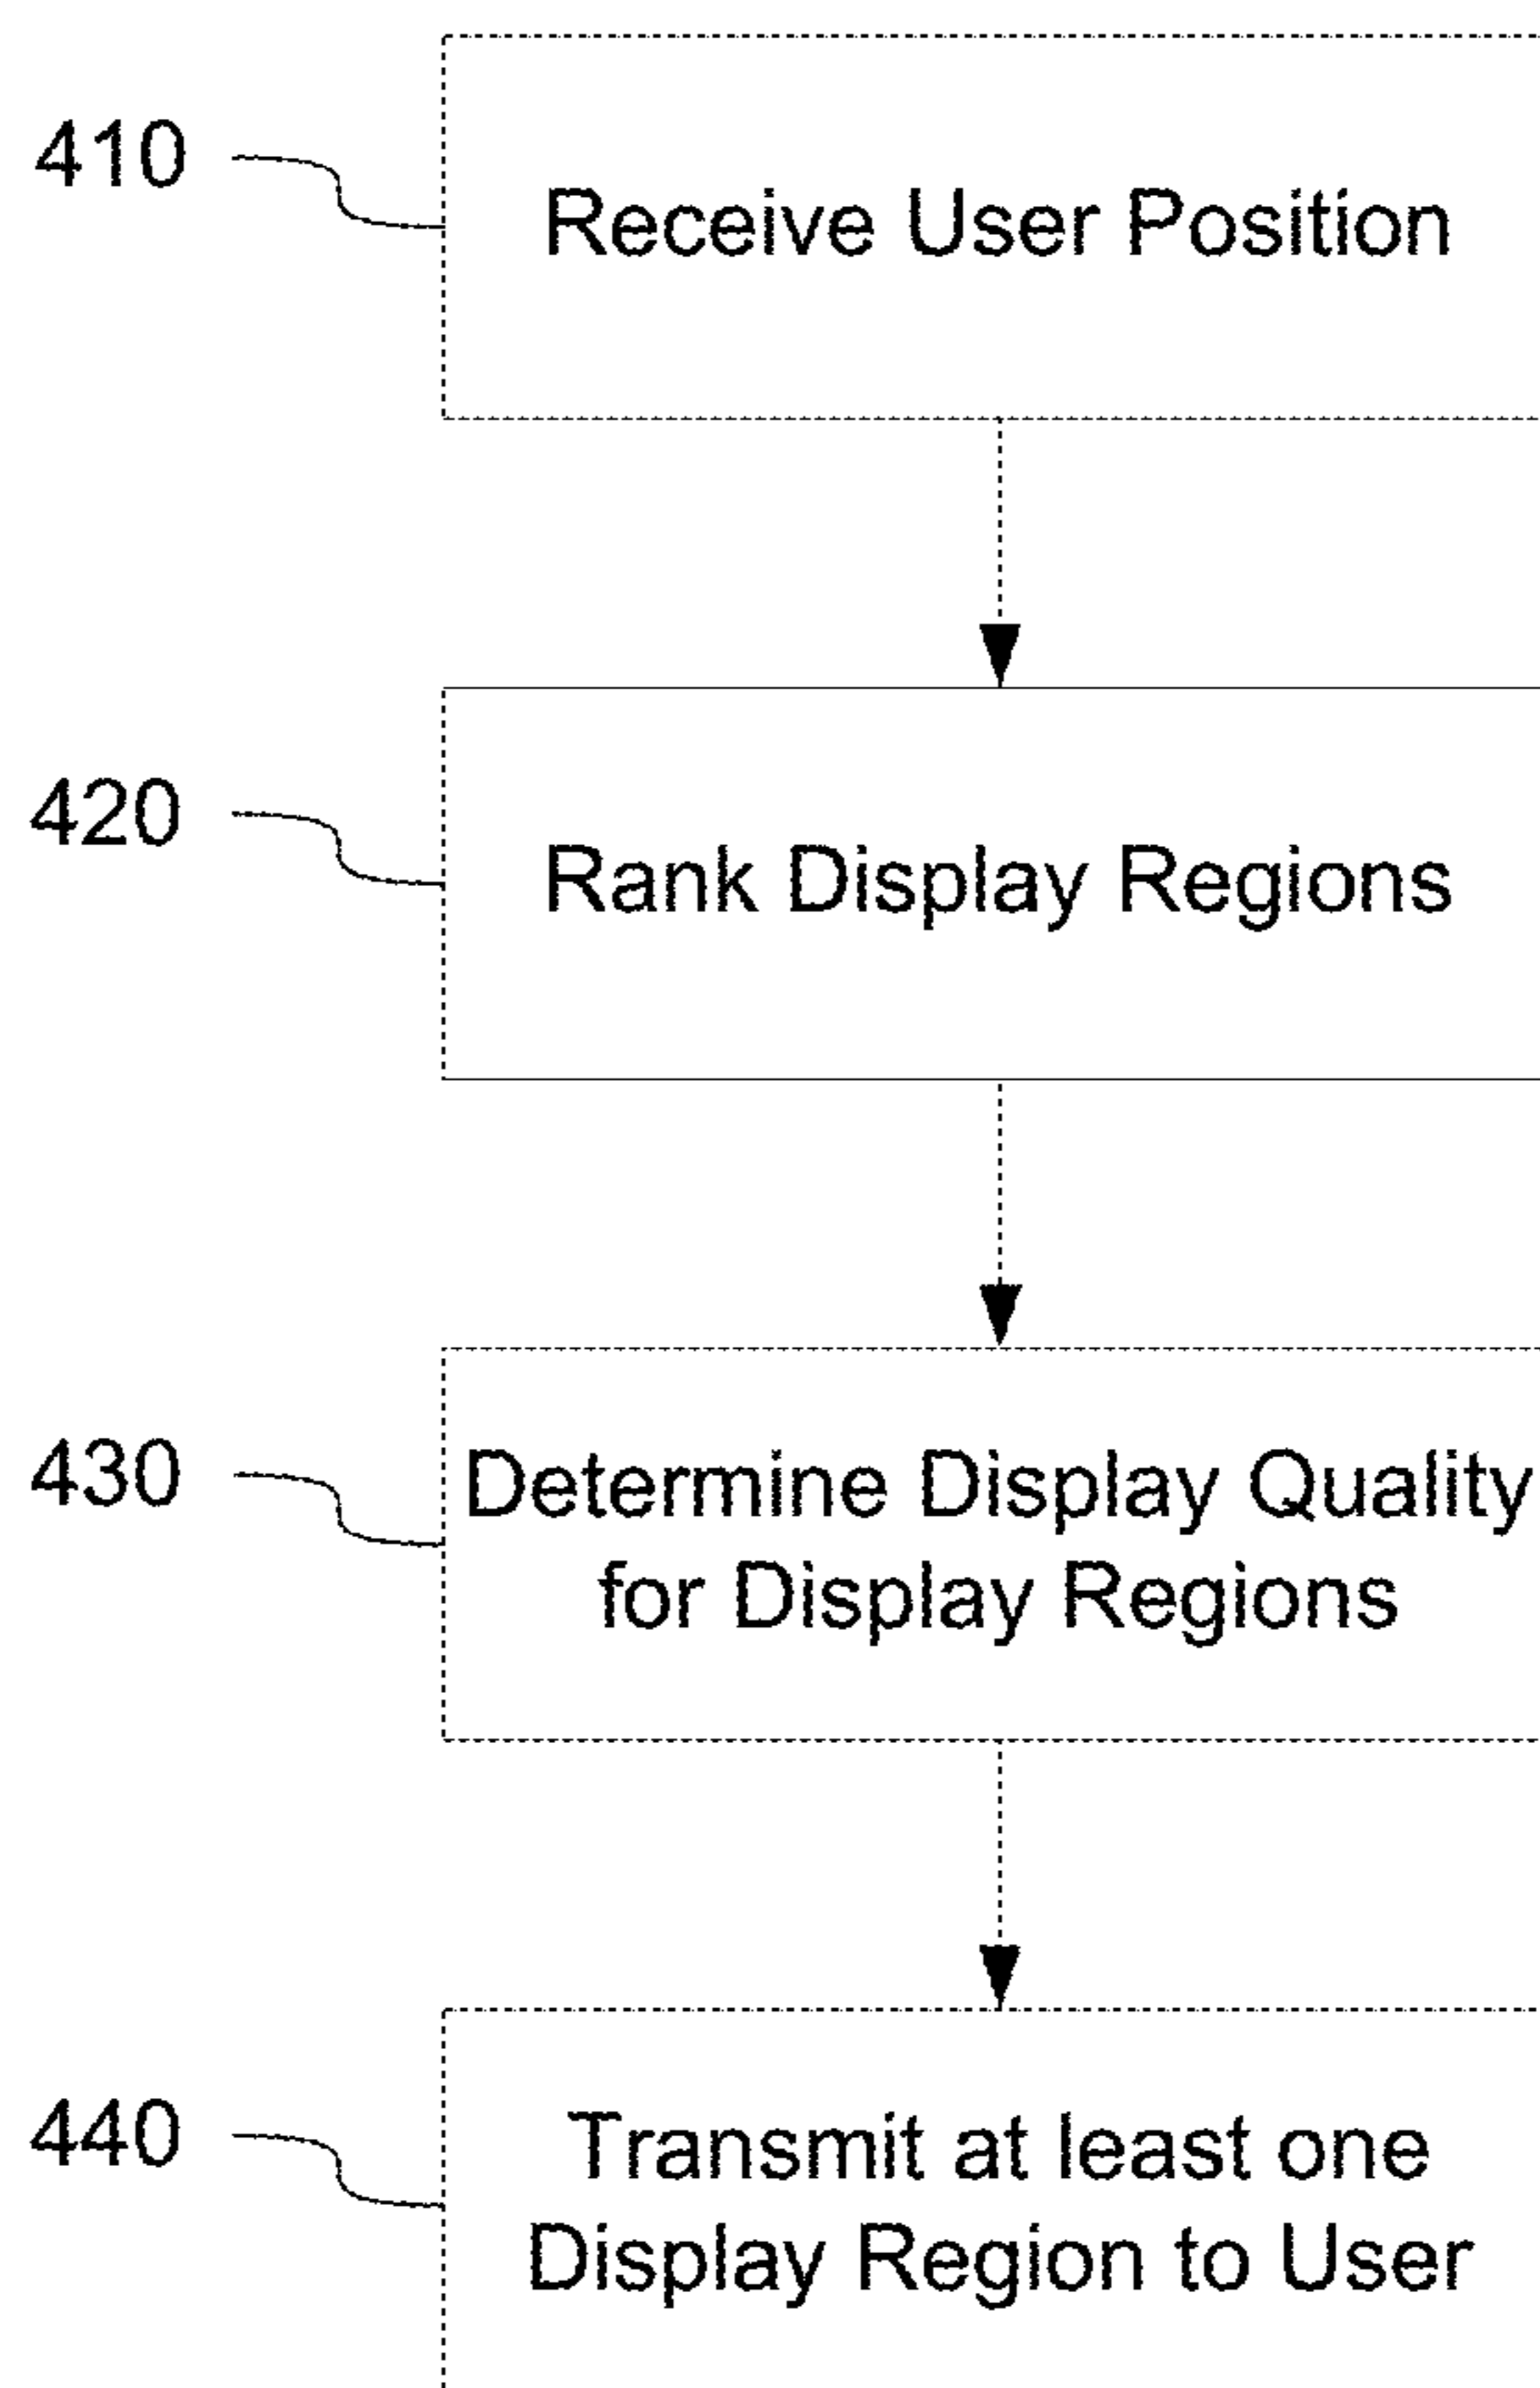 410
Receive User Position
420
Rank Display Regions
430
Determine Display Quality
for Display Regions
440
Transmit at least one
Display Region to User